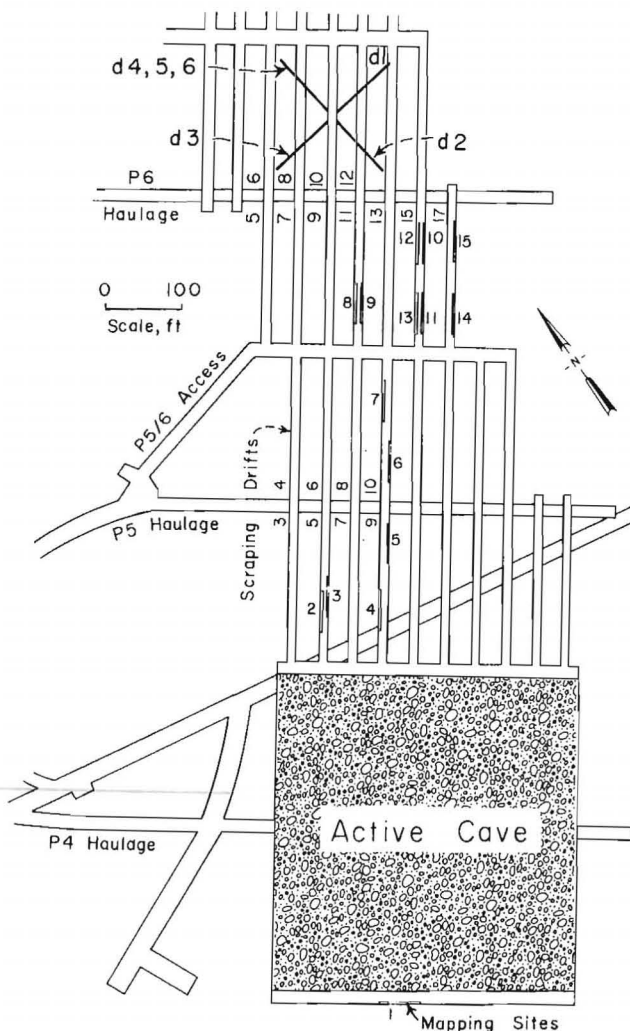 d4, 5, 6
d1
d3
d2
P6
Haulage
6 8 10 12
5 7 9 11 13 15 17
12 10 15
8 9 13 11 14
0 100
Scale, ft
N
P5/6 Access
7
Scraping Drifts
6
4 6 8 10
P5 Haulage
3 5 7 9
5
2 3 4
Active Cave
P4 Haulage
1
Mapping Sites